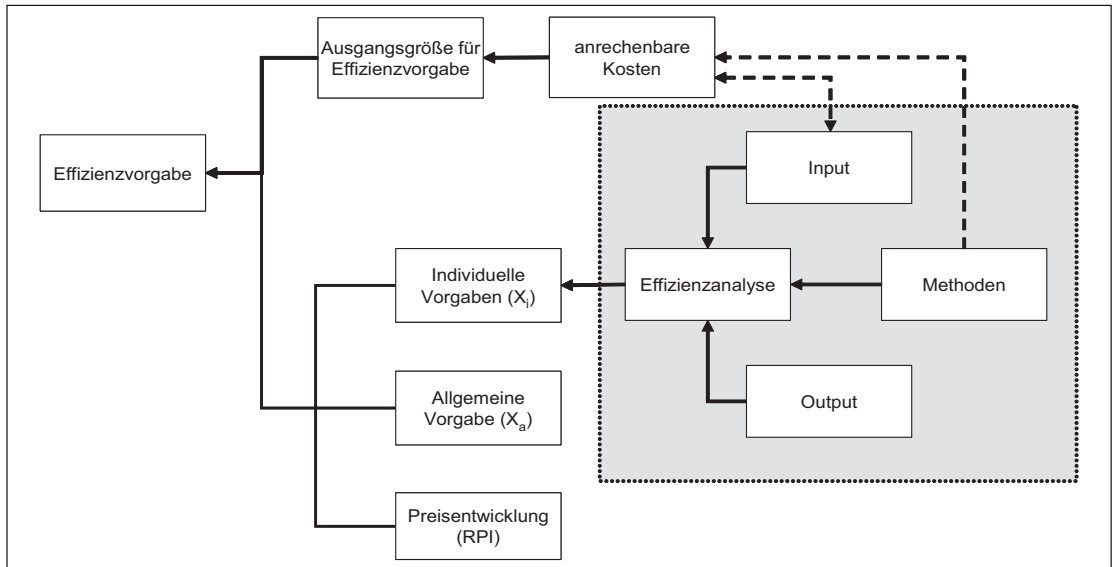 Ausgangsgröße für
Effizienzvorgabe
anrechenbare
Kosten
Effizienzvorgabe
Input
Individuelle
Vorgaben (Xi)
Effizienzanalyse
Methoden
Allgemeine
Vorgabe (Xa)
Output
Preisentwicklung
(RPI)